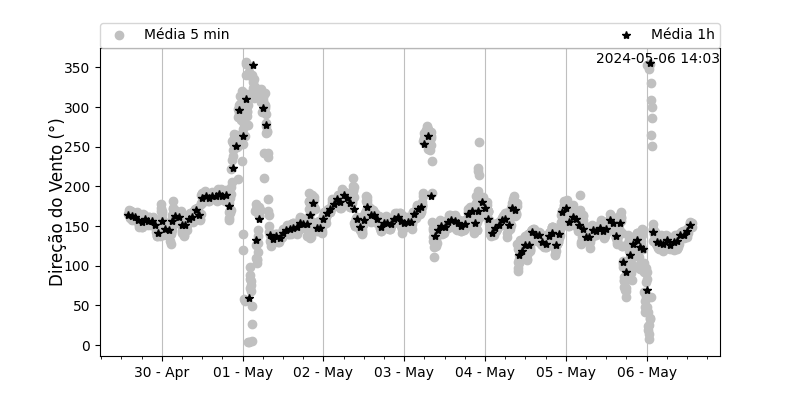 Média 5 min
Média 1h
2024-05-06 14:03
Direção do Vento (°)
350
300
250
200
150
100
50
0
30 - Apr
01 - May
02 - May
03 - May
04 - May
05 - May
06 - May